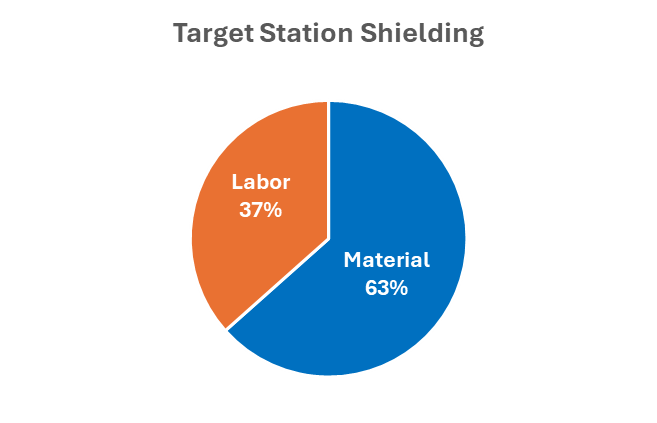 Target Station Shielding
Labor
37%
Material
63%